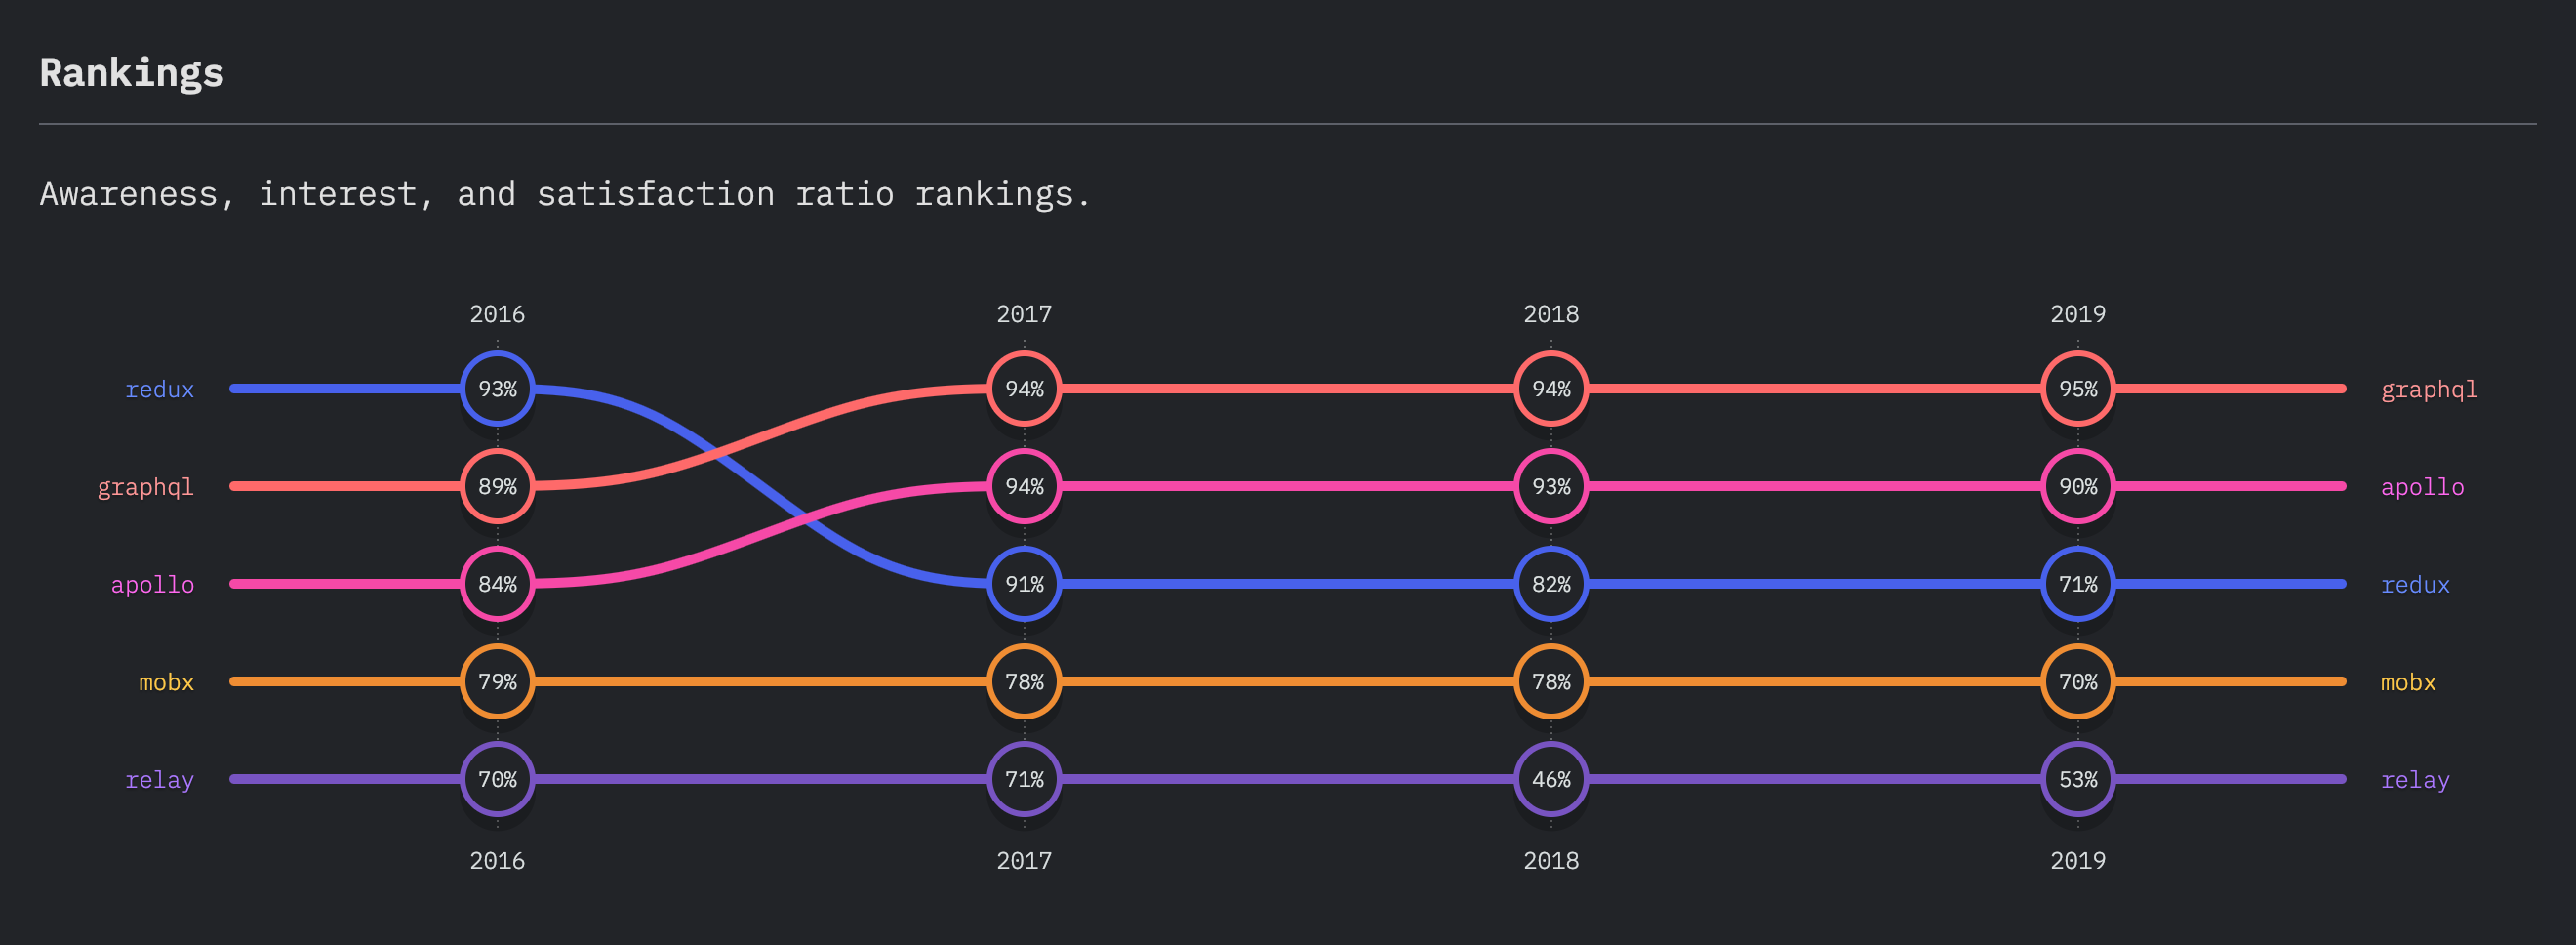 Rankings
Awareness, interest, and satisfaction ratio rankings.
2016 2017 2018 2019
redux 93% 94% 94% 95% graphql
graphql 89% 94% 93% 90% apollo
apollo 84% 91% 82% 71% redux
mobx 79% 78% 78% 70% mobx
relay 70% 71% 46% 53% relay
2016 2017 2018 2019